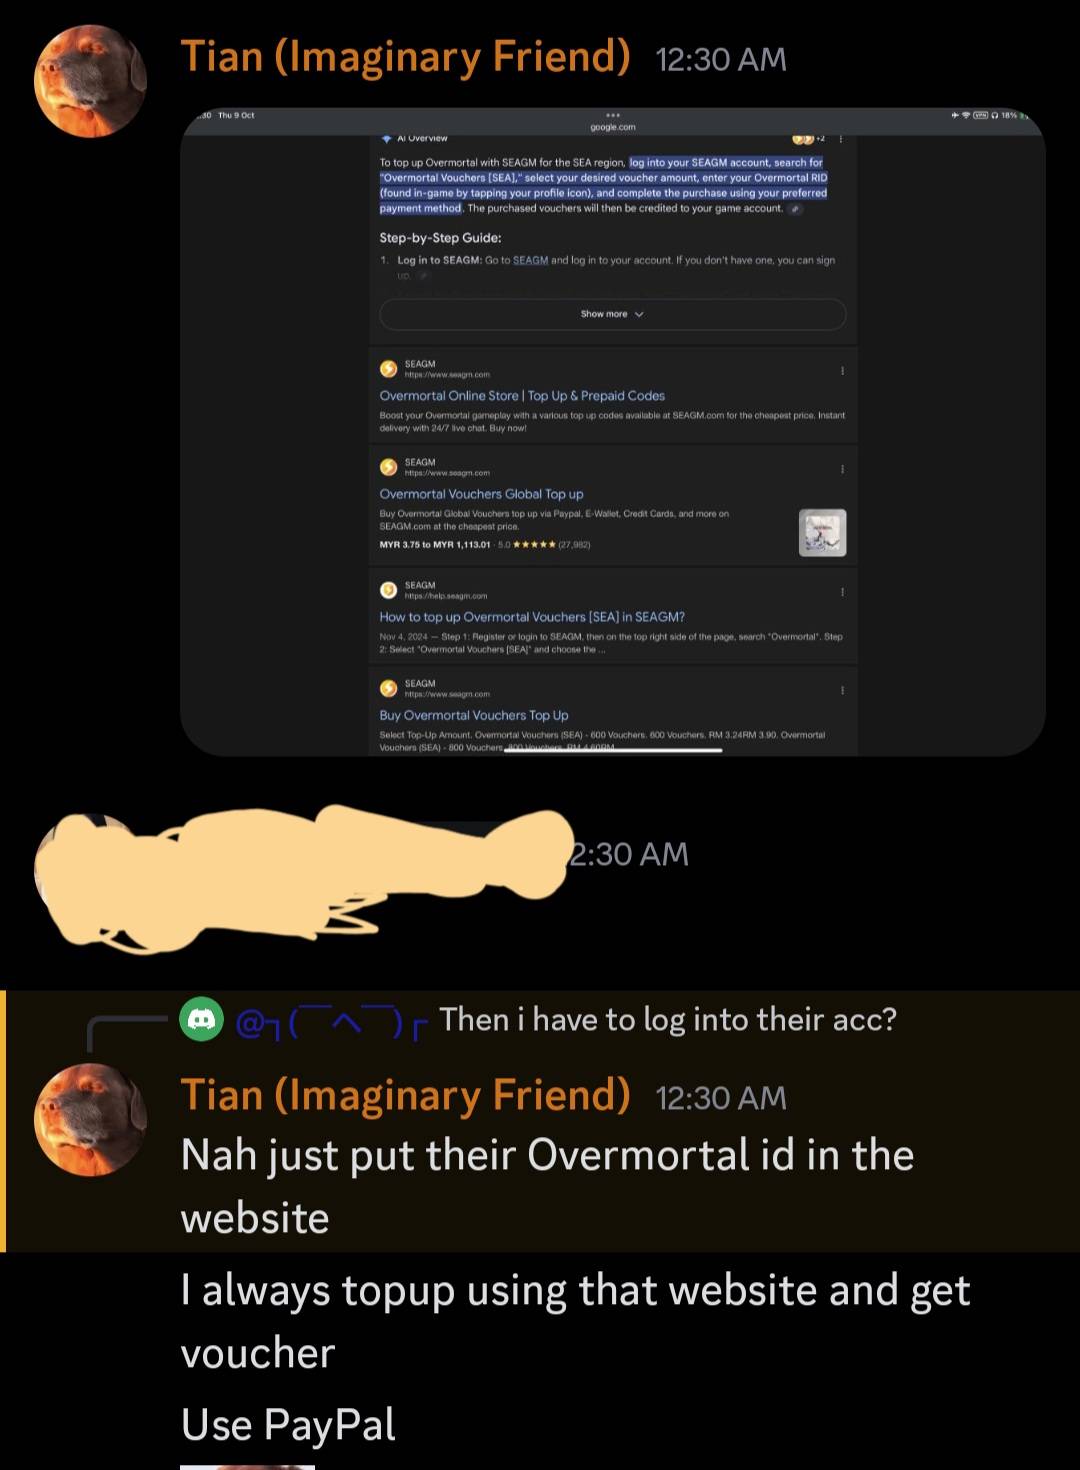 Tian (Imaginary Friend) 12:30 AM
Thu 9 Oct
google.com
VPN 18%
AI Overview
+2
To top up Overmortal with SEAGM for the SEA region, log into your SEAGM account, search for
"Overmortal Vouchers [SEA]," select your desired voucher amount, enter your Overmortal RID
(found in-game by tapping your profile icon), and complete the purchase using your preferred
payment method. The purchased vouchers will then be credited to your game account.
Step-by-Step Guide:
1. Log in to SEAGM: Go to SEAGM and log in to your account. If you don't have one, you can sign
up.
Show more
SEAGM
https://www.seagm.com
Overmortal Online Store | Top Up & Prepaid Codes
Boost your Overmortal gameplay with a various top up codes available at SEAGM.com for the cheapest price. Instant
delivery with 24/7 live chat. Buy now!
SEAGM
https://www.seagm.com
Overmortal Vouchers Global Top up
Buy Overmortal Global Vouchers top up via Paypal, E-Wallet, Credit Cards, and more on
SEAGM.com at the cheapest price.
MYR 3.75 to MYR 1,113.01 · 5.0 ★★★★★ (27,982)
SEAGM
https://help.seagm.com
How to top up Overmortal Vouchers [SEA] in SEAGM?
Nov 4, 2024 — Step 1: Register or login to SEAGM, then on the top right side of the page, search "Overmortal". Step
2: Select "Overmortal Vouchers [SEA]" and choose the ...
SEAGM
https://www.seagm.com
Buy Overmortal Vouchers Top Up
Select Top-Up Amount. Overmortal Vouchers (SEA) - 600 Vouchers. 600 Vouchers. RM 3.24RM 3.90. Overmortal
Vouchers (SEA) - 800 Vouchers. 800 Vouchers. RM 4.60RM
2:30 AM
@┐(￣ヘ￣)┌ Then i have to log into their acc?
Tian (Imaginary Friend) 12:30 AM
Nah just put their Overmortal id in the
website
I always topup using that website and get
voucher
Use PayPal